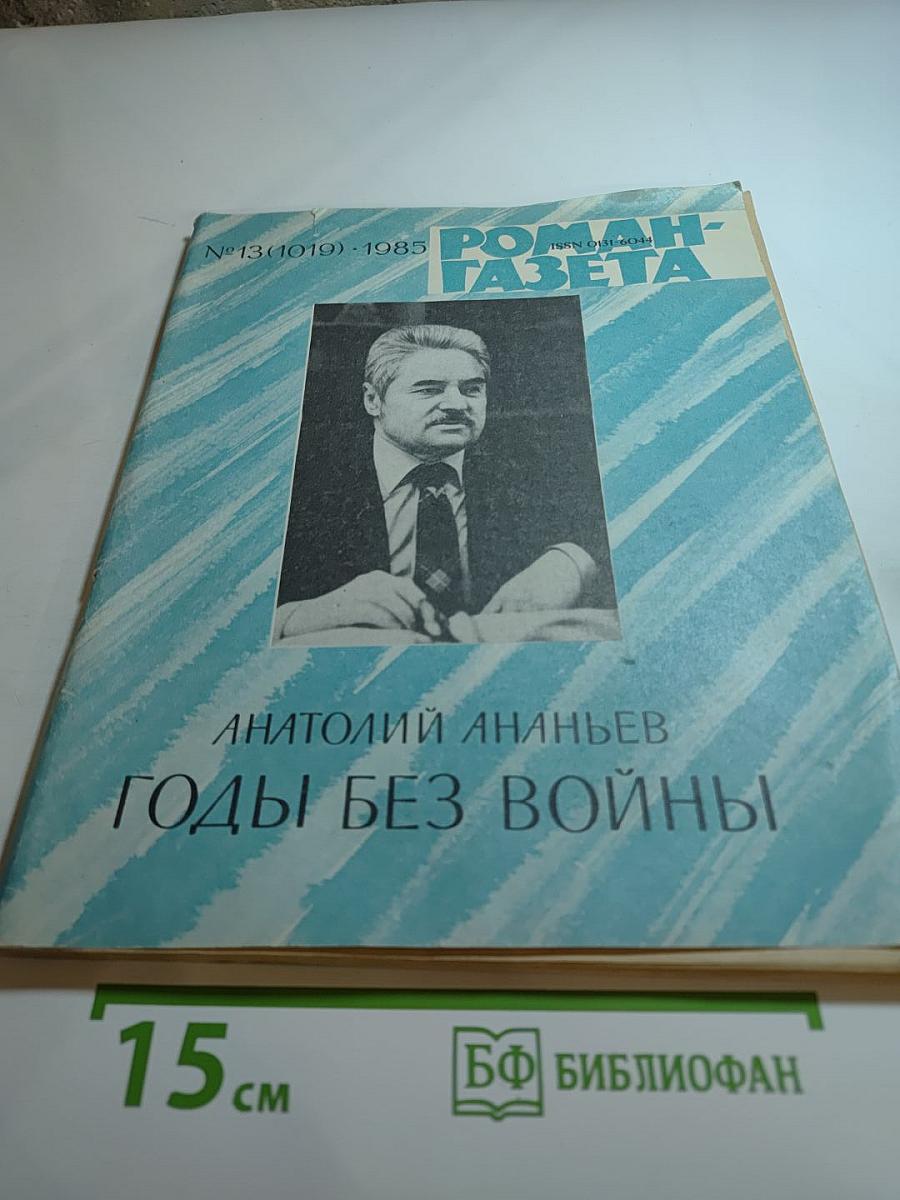 №13(1019)·1985
РОМАН-
ISSN 0131-6044
ГАЗЕТА
АНАТОЛИЙ АНАНЬЕВ
ГОДЫ БЕЗ ВОЙНЫ
15 см
БФ БИБЛИОФАН